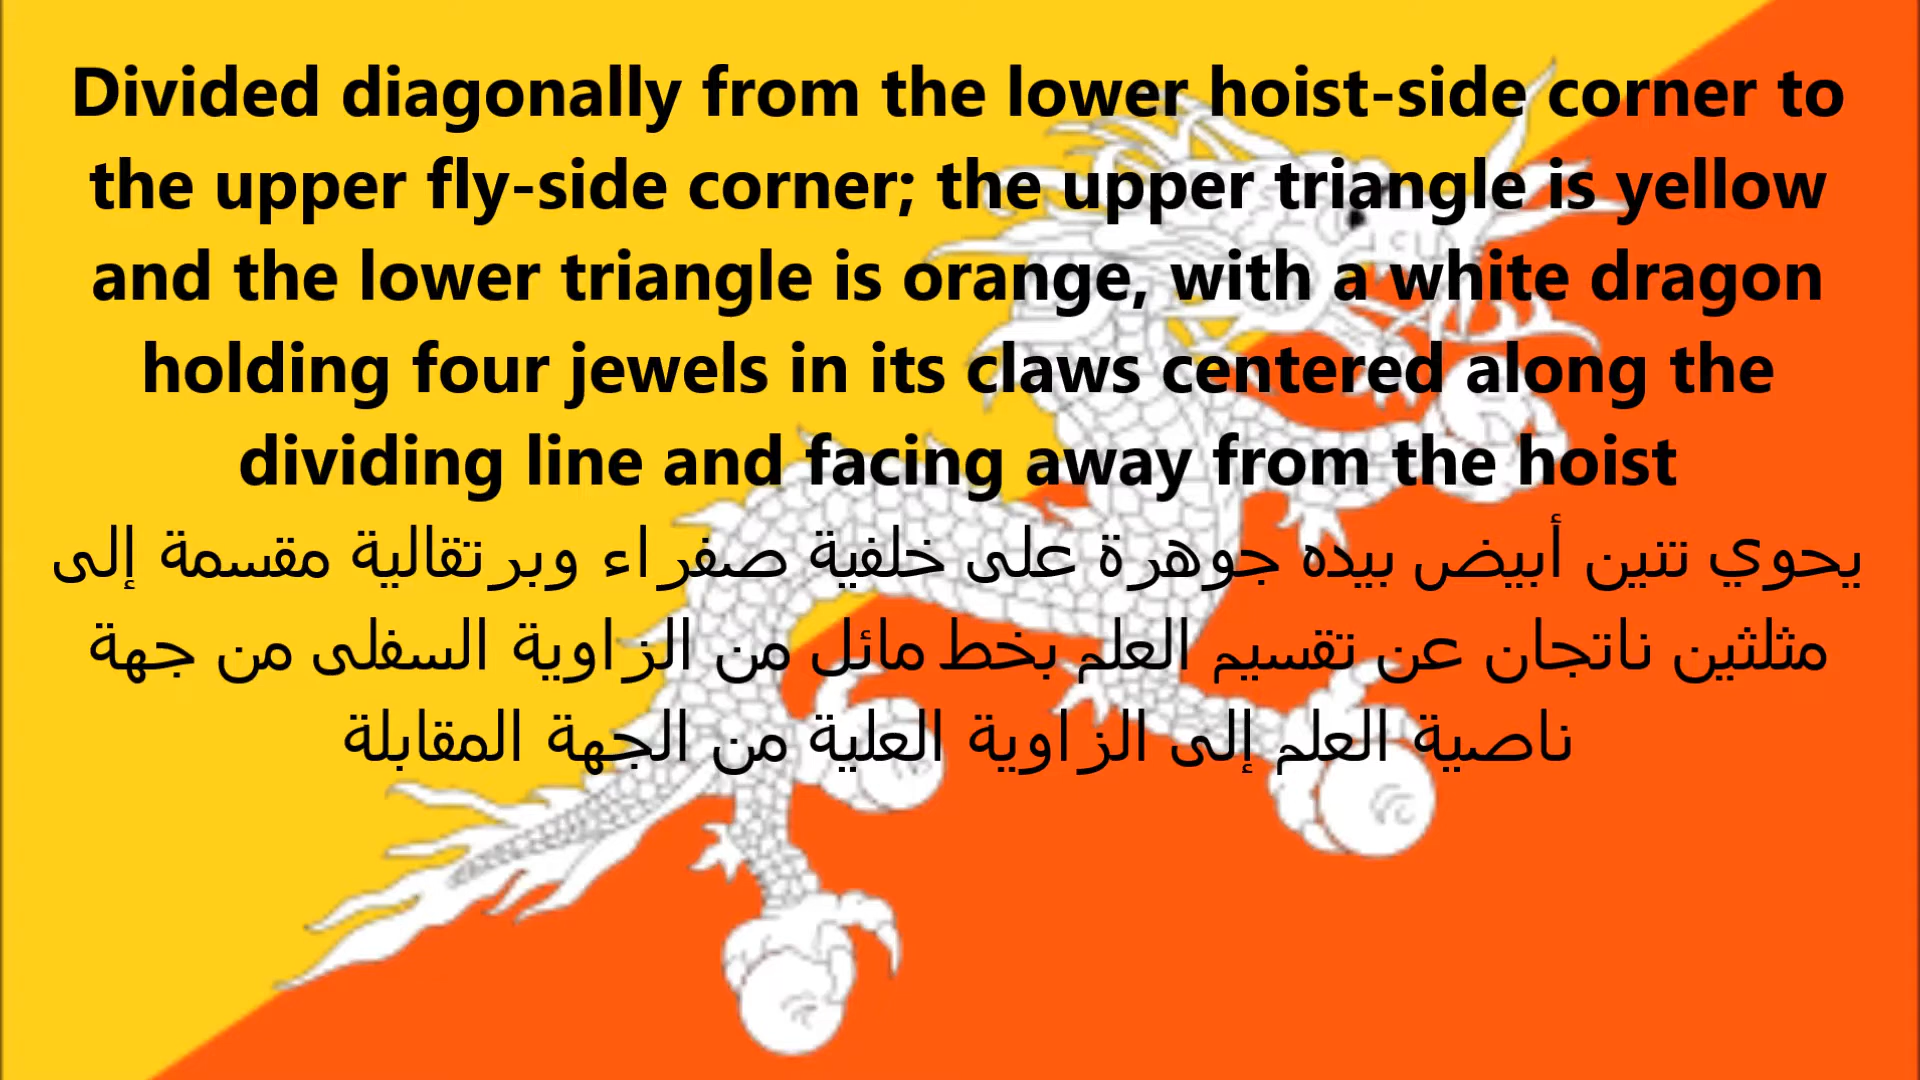 Divided diagonally from the lower hoist-side corner to
the upper fly-side corner; the upper triangle is yellow
and the lower triangle is orange, with a white dragon
holding four jewels in its claws centered along the
dividing line and facing away from the hoist
يحوي تنين أبيض بيده جوهرة على خلفية صفراء وبرتقالية مقسمة إلى
مثلثين ناتجان عن تقسيم العلم بخط مائل من الزاوية السفلى من جهة
ناصية العلم إلى الزاوية العلية من الجهة المقابلة